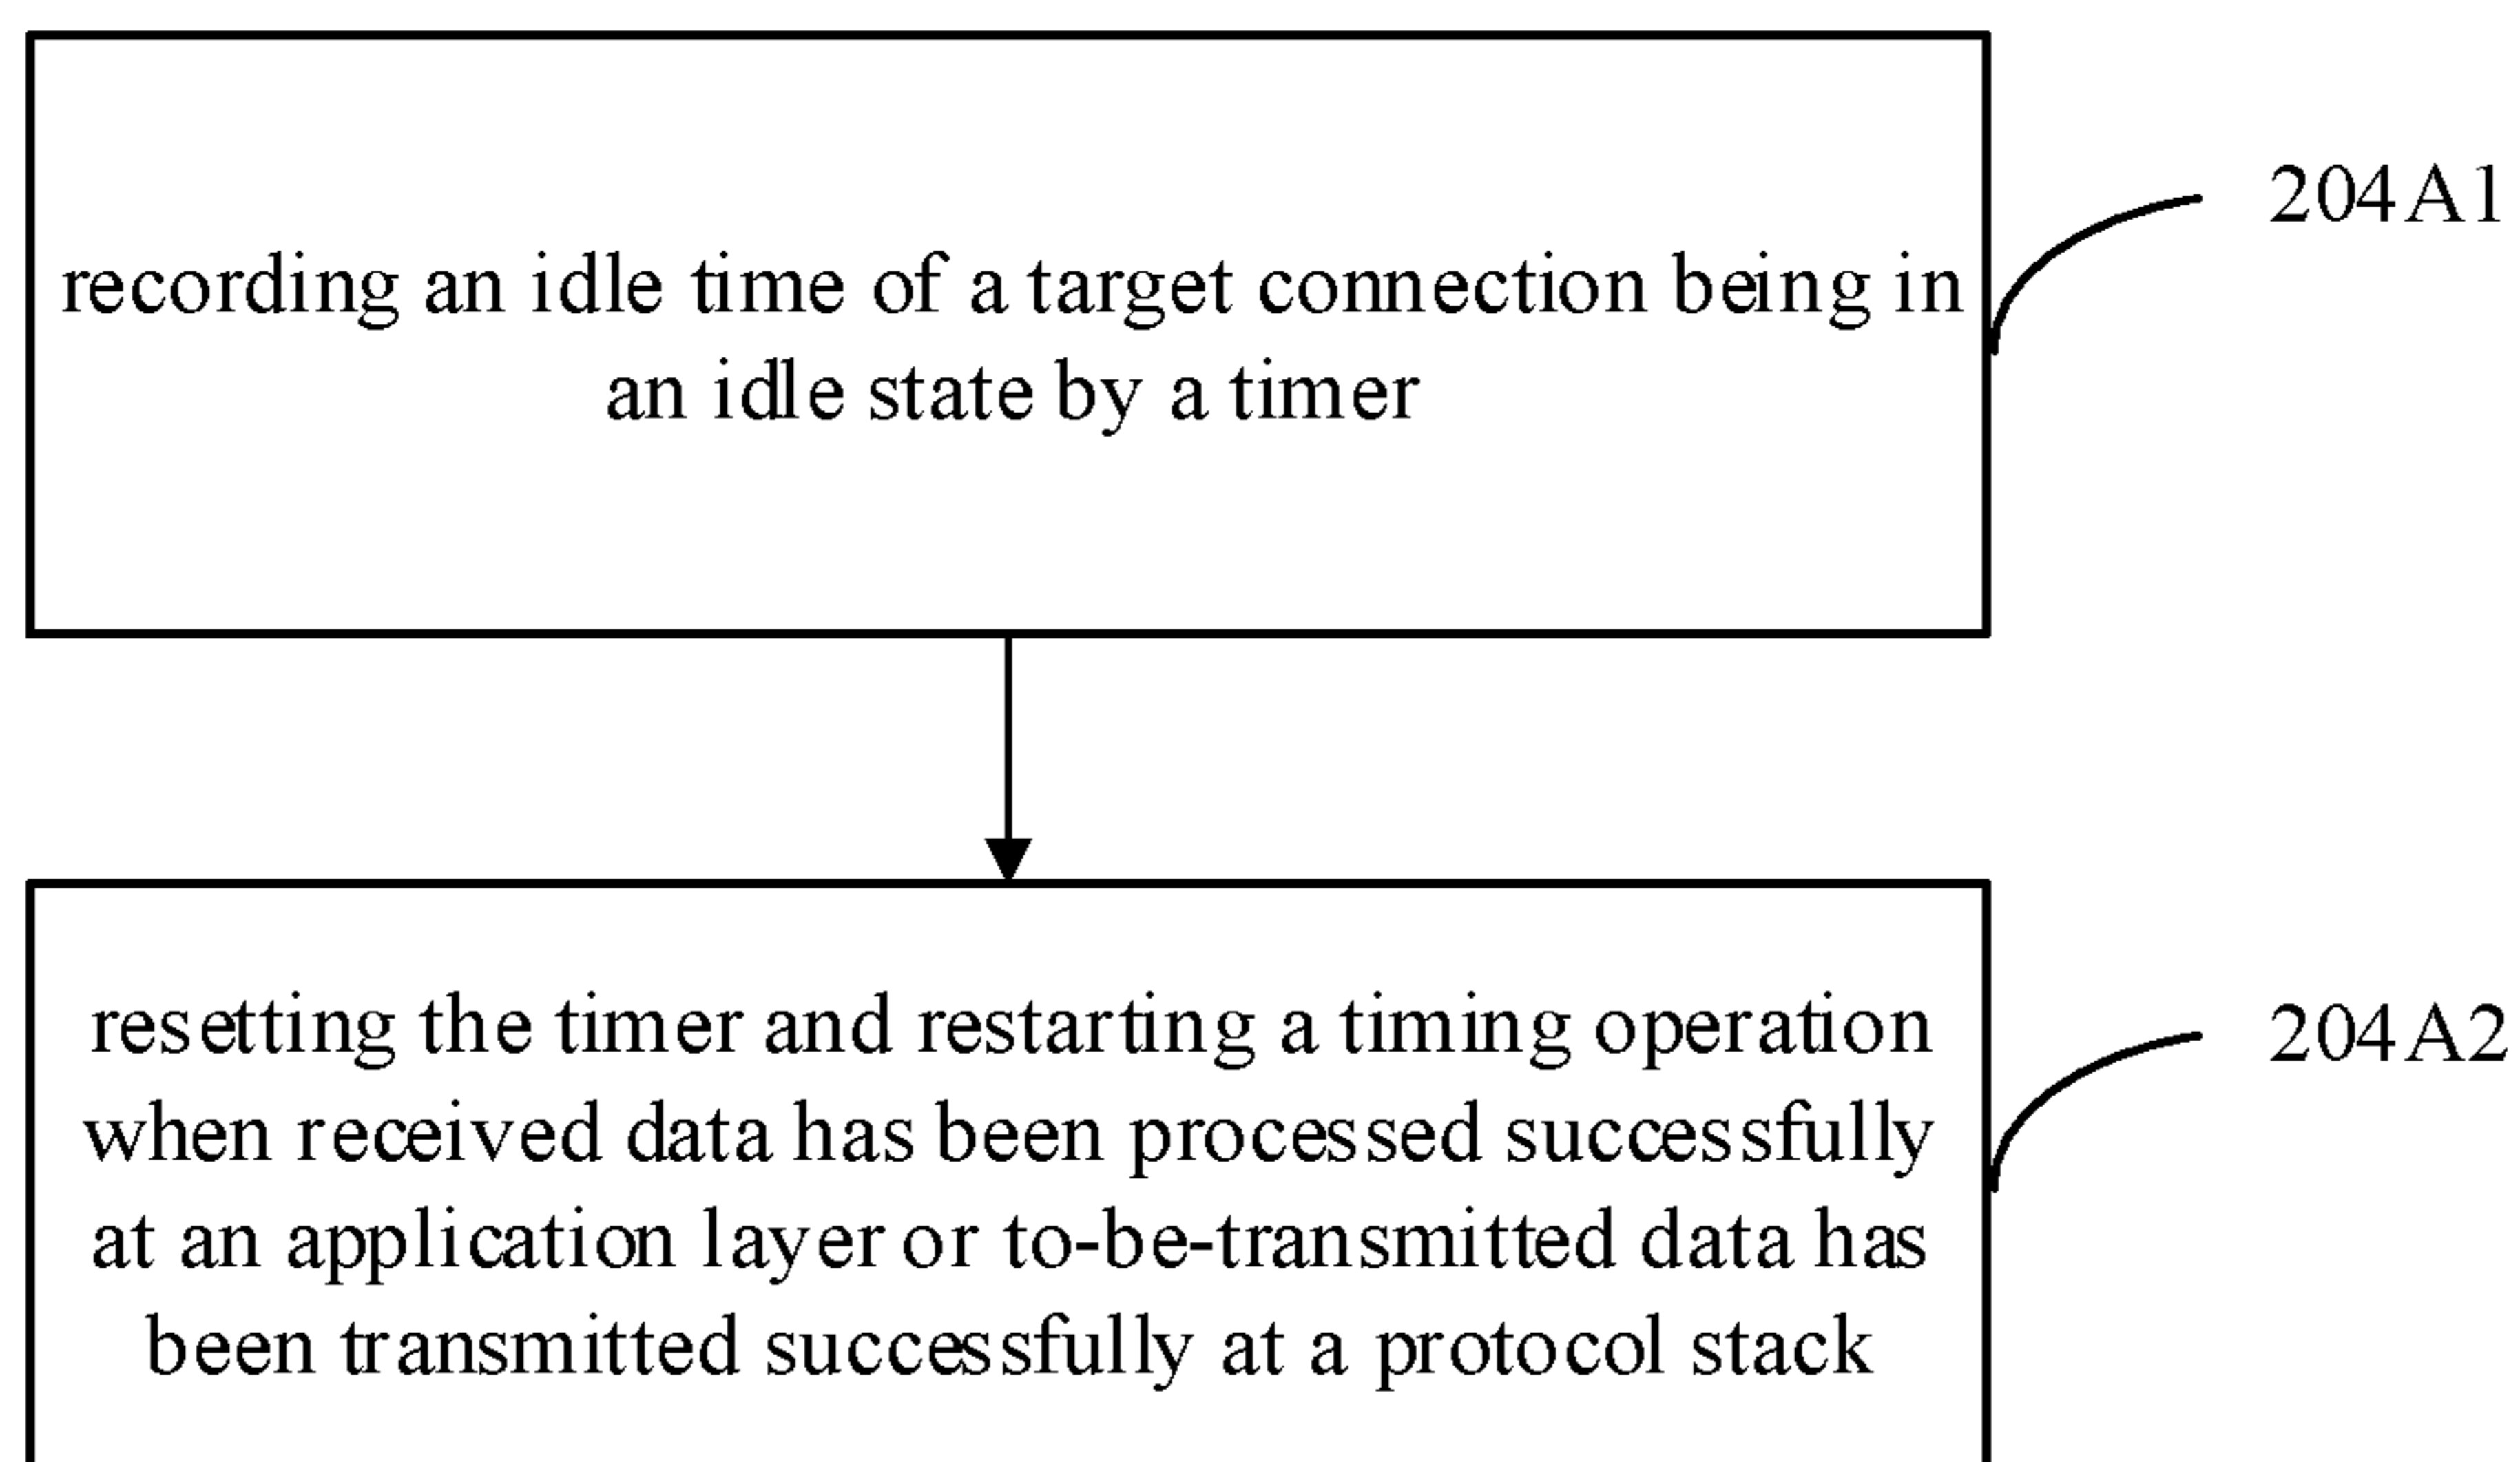 204A1
recording an idle time of a target connection being in
an idle state by a timer
204A2
resetting the timer and restarting a timing operation
when received data has been processed successfully
at an application layer or to-be-transmitted data has
been transmitted successfully at a protocol stack